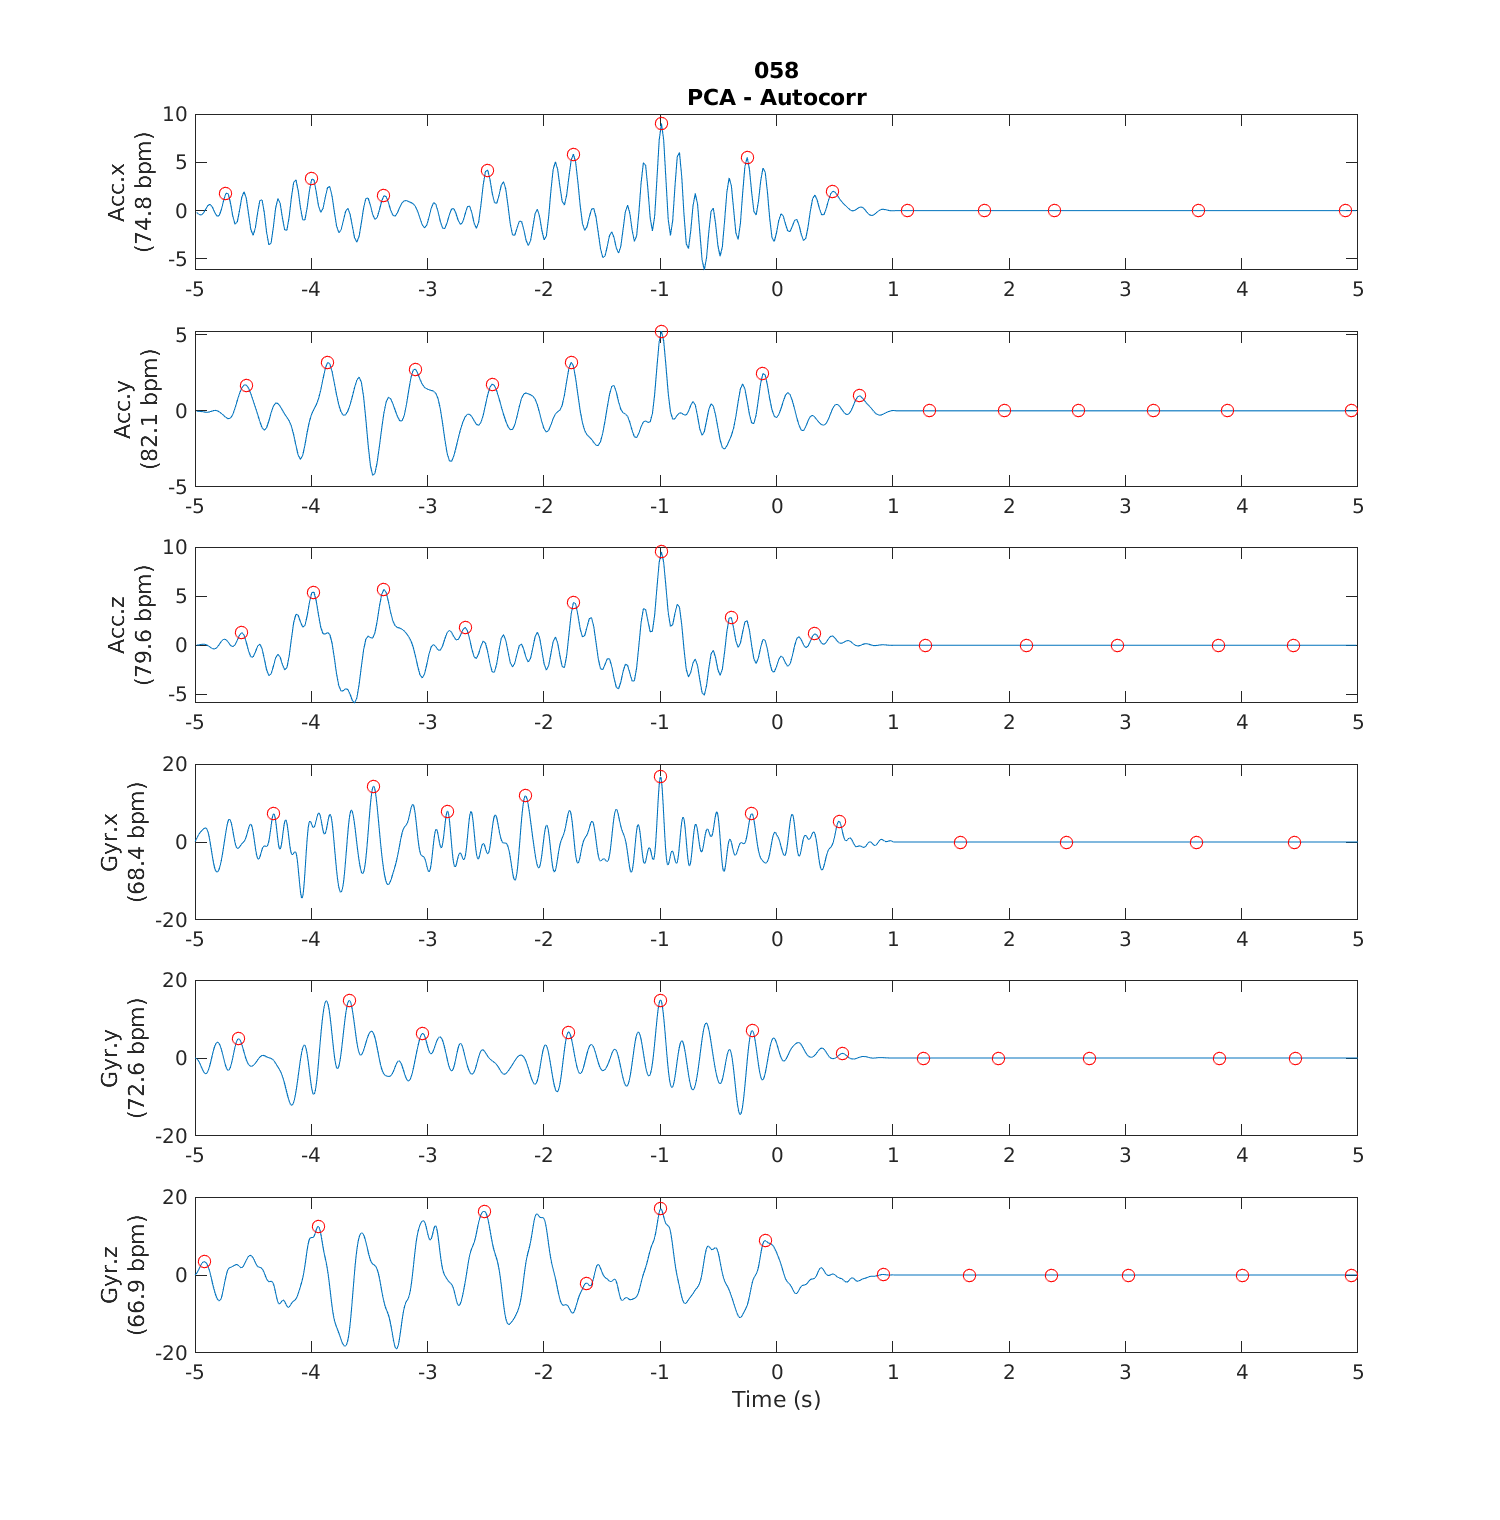 058
PCA - Autocorr
Acc.x
(74.8 bpm)
10
5
0
-5
-5 -4 -3 -2 -1 0 1 2 3 4 5
Acc.y
(82.1 bpm)
5
0
-5
-5 -4 -3 -2 -1 0 1 2 3 4 5
Acc.z
(79.6 bpm)
10
5
0
-5
-5 -4 -3 -2 -1 0 1 2 3 4 5
Gyr.x
(68.4 bpm)
20
0
-20
-5 -4 -3 -2 -1 0 1 2 3 4 5
Gyr.y
(72.6 bpm)
20
0
-20
-5 -4 -3 -2 -1 0 1 2 3 4 5
Gyr.z
(66.9 bpm)
20
0
-20
-5 -4 -3 -2 -1 0 1 2 3 4 5
Time (s)